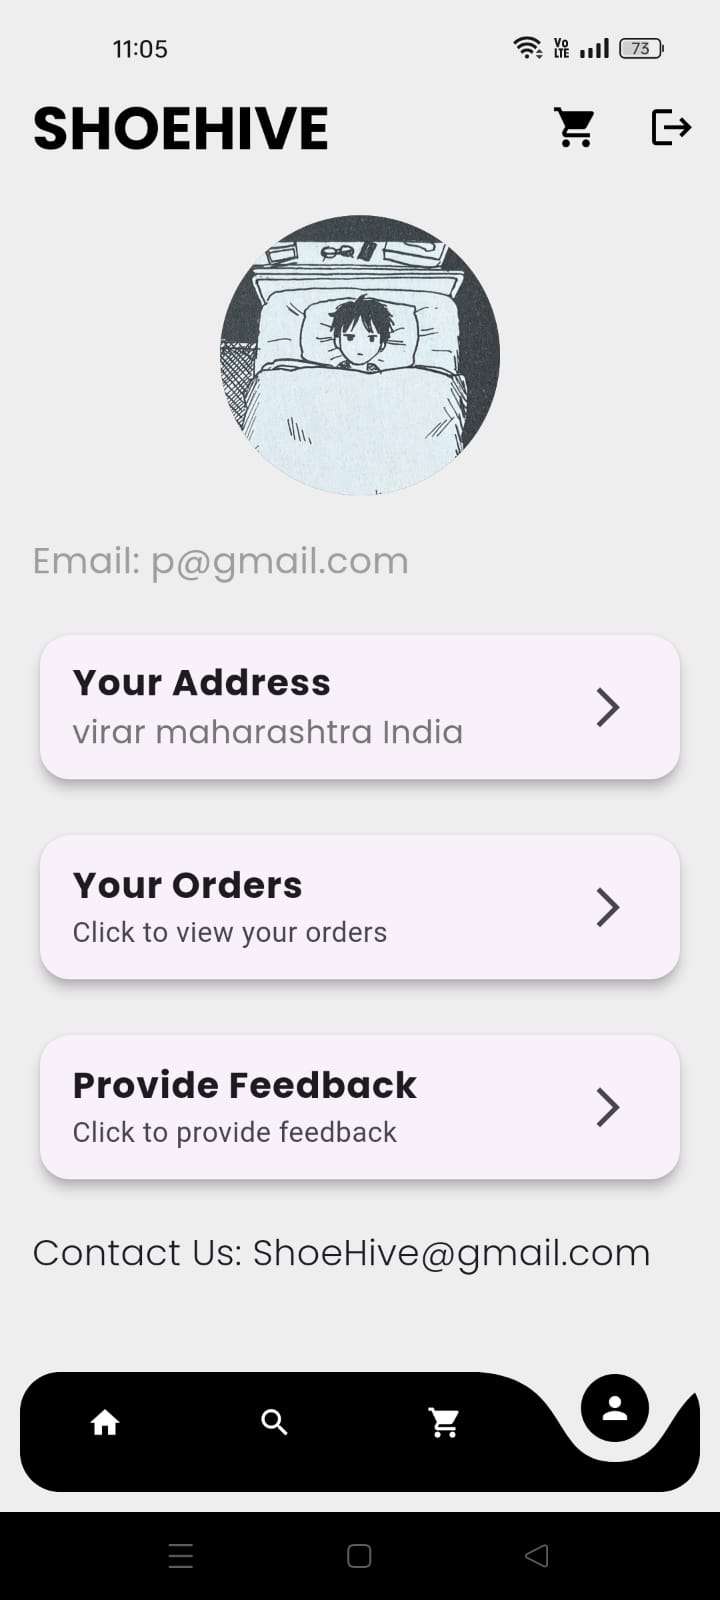 11:05
Vo
LTE
73
SHOEHIVE
Email: p@gmail.com
Your Address
virar maharashtra India
Your Orders
Click to view your orders
Provide Feedback
Click to provide feedback
Contact Us: ShoeHive@gmail.com